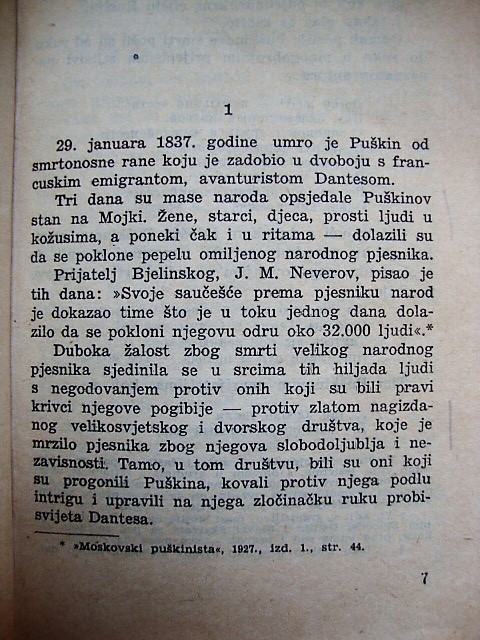 1
29. januara 1837. godine umro je Puškin od
smrtonosne rane koju je zadobio u dvoboju s fran-
cuskim emigrantom, avanturistom Dantesom.
Tri dana su mase naroda opsjedale Puškinov
stan na Mojki. Žene, starci, djeca, prosti ljudi u
kožusima, a poneki čak i u ritama — dolazili su
da se poklone pepelu omiljenog narodnog pjesnika.
Prijatelj Bjelinskog, J. M. Neverov, pisao je
tih dana: »Svoje saučešće prema pjesniku narod
je dokazao time što je u toku jednog dana dola-
zilo da se pokloni njegovu odru oko 32.000 ljudi«.*
Duboka žalost zbog smrti velikog narodnog
pjesnika sjedinila se u srcima tih hiljada ljudi
s negodovanjem protiv onih koji su bili pravi
krivci njegove pogibije — protiv zlatom nagizda-
nog velikosvjetskog i dvorskog društva, koje je
mrzilo pjesnika zbog njegova slobodoljublja i ne-
zavisnosti. Tamo, u tom društvu, bili su oni koji
su progonili Puškina, kovali protiv njega podlu
intrigu i upravili na njega zločinačku ruku probi-
svijeta Dantesa.
* »Moskovski puškinista«, 1927., izd. 1., str. 44.
7